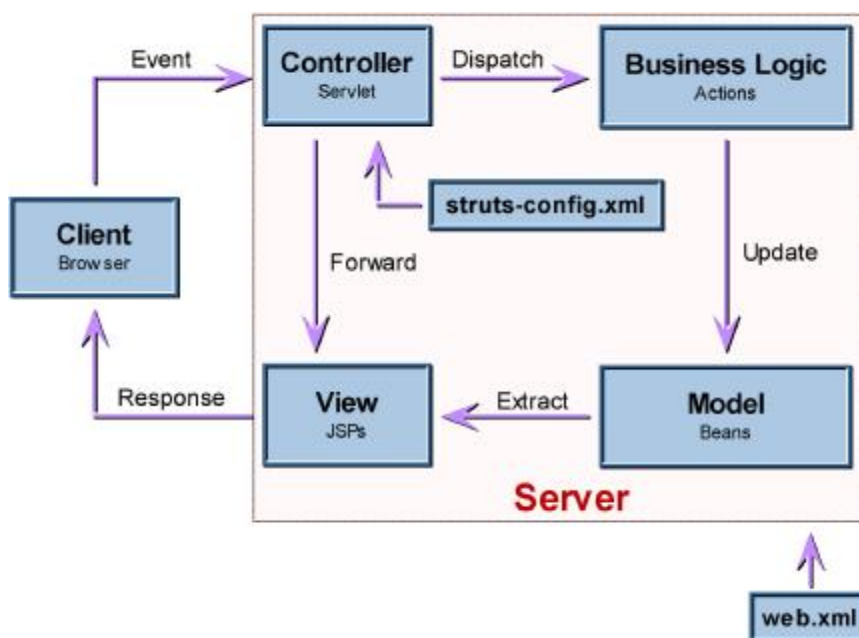 Event
Controller
Servlet
Dispatch
Business Logic
Actions
struts-config.xml
Client
Browser
Forward
Update
Response
View
JSPs
Extract
Model
Beans
Server
web.xml